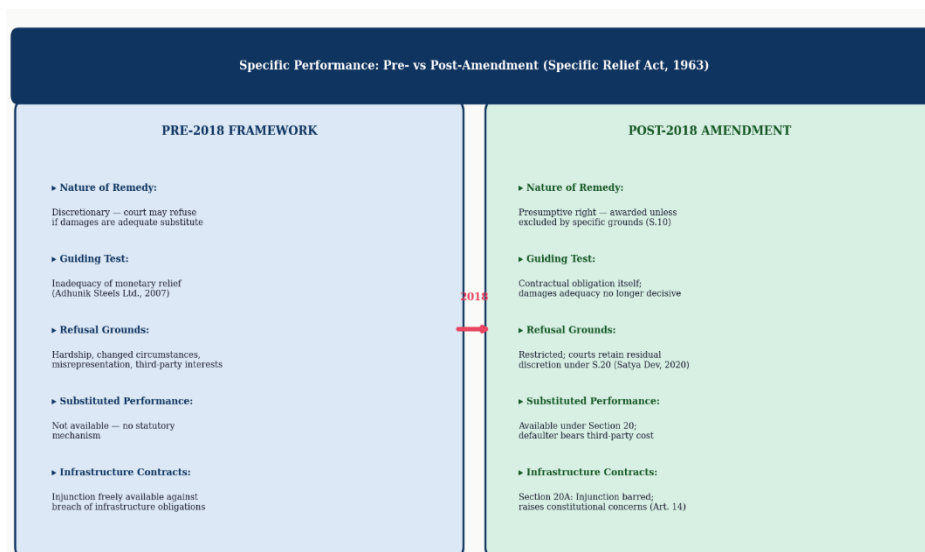 Specific Performance: Pre- vs Post-Amendment (Specific Relief Act, 1963)
PRE-2018 FRAMEWORK
▸ Nature of Remedy:
Discretionary — court may refuse
if damages are adequate substitute
▸ Guiding Test:
Inadequacy of monetary relief
(Adhunik Steels Ltd., 2007)
▸ Refusal Grounds:
Hardship, changed circumstances,
misrepresentation, third-party interests
▸ Substituted Performance:
Not available — no statutory
mechanism
▸ Infrastructure Contracts:
Injunction freely available against
breach of infrastructure obligations
2018
POST-2018 AMENDMENT
▸ Nature of Remedy:
Presumptive right — awarded unless
excluded by specific grounds (S.10)
▸ Guiding Test:
Contractual obligation itself;
damages adequacy no longer decisive
▸ Refusal Grounds:
Restricted; courts retain residual
discretion under S.20 (Satya Dev, 2020)
▸ Substituted Performance:
Available under Section 20;
defaulter bears third-party cost
▸ Infrastructure Contracts:
Section 20A: Injunction barred;
raises constitutional concerns (Art. 14)